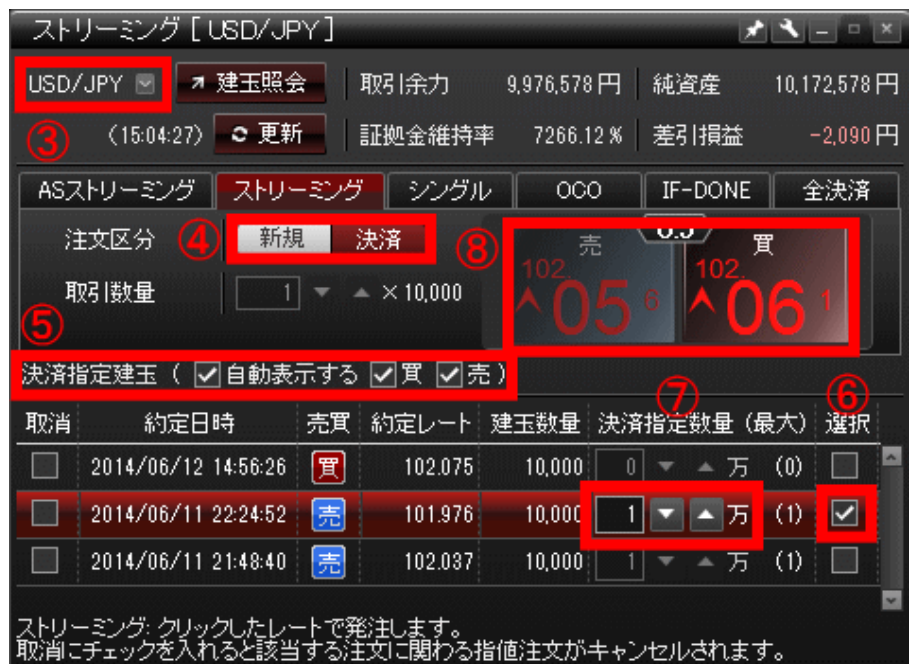 ストリーミング [ USD/JPY ]
USD/JPY 建玉照会 取引余力 9,976,578円 純資産 10,172,578円
③ (15:04:27) 更新 証拠金維持率 7266.12% 差引損益 -2,090円
ASストリーミング ストリーミング シングル OCO IF-DONE 全決済
注文区分 ④ 新規 決済 ⑧ 売 0.5 買
取引数量 1 ×10,000 102. 05 6 102. 06 1
⑤
決済指定建玉 ( 自動表示する 買 売 )
⑦ ⑥
取消 約定日時 売買 約定レート 建玉数量 決済指定数量 (最大) 選択
2014/06/12 14:56:26 買 102.075 10,000 0 万 (0)
2014/06/11 22:24:52 売 101.976 10,000 1 万 (1)
2014/06/11 21:48:40 売 102.037 10,000 1 万 (1)
ストリーミング: クリックしたレートで発注します。
取消にチェックを入れると該当する注文に関わる指値注文がキャンセルされます。